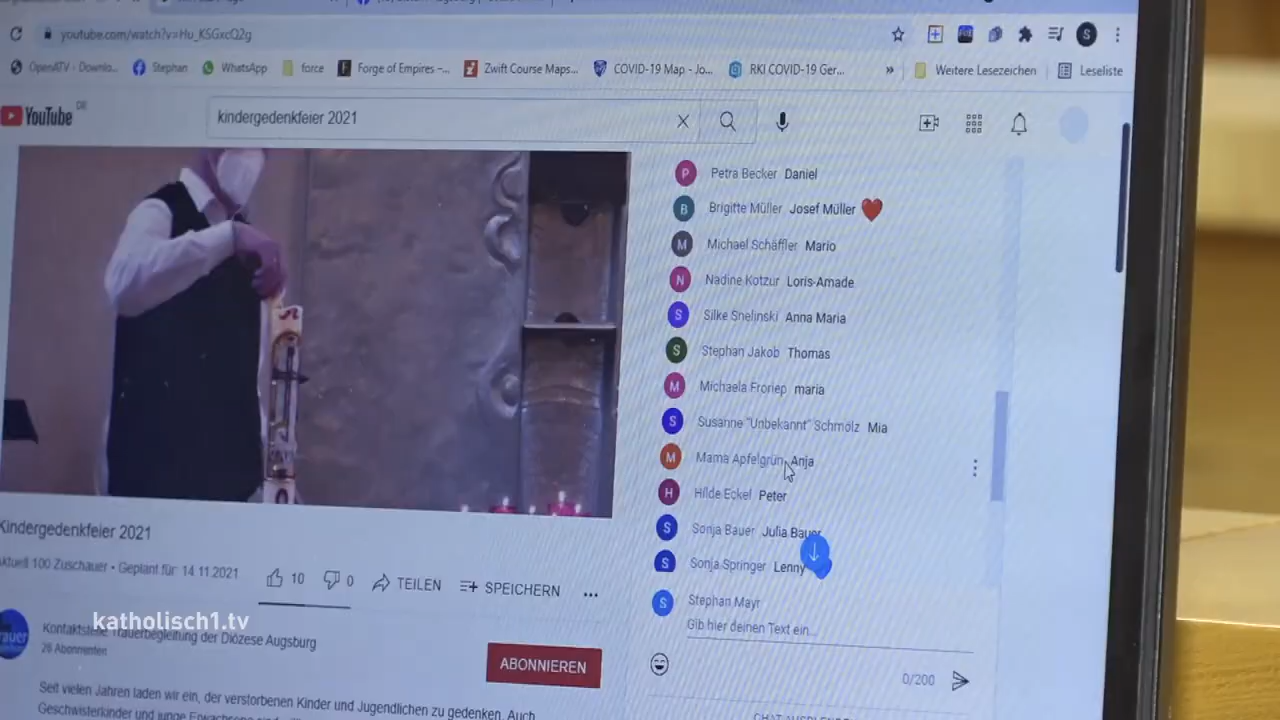 youtube.com/watch?v=Hu_KSGxcQ2g
OpenATV - Downlo... Stephan WhatsApp force Forge of Empires –... Zwift Course Maps... COVID-19 Map - Jo... RKI COVID-19 Ger... » Weitere Lesezeichen Leseliste
YouTube DE
kindergedenkfeier 2021
S
P Petra Becker Daniel
B Brigitte Müller Josef Müller ❤️
M Michael Schäffler Mario
N Nadine Kotzur Loris-Amade
S Silke Snelinski Anna Maria
S Stephan Jakob Thomas
M Michaela Froriep maria
S Susanne "Unbekannt" Schmölz Mia
M Mama Apfelgrün Anja
H Hilde Eckel Peter
S Sonja Bauer Julia Bauer
S Sonja Springer Lenny
S Stephan Mayr
Gib hier deinen Text ein...
0/200
Kindergedenkfeier 2021
Aktuell 100 Zuschauer • Geplant für: 14.11.2021
10 0 TEILEN SPEICHERN ...
katholisch1.tv
Kontaktstelle Trauerbegleitung der Diözese Augsburg
26 Abonnenten
ABONNIEREN
Seit vielen Jahren laden wir ein, der verstorbenen Kinder und Jugendlichen zu gedenken. Auch
Geschwisterkinder und junge Erwachsene sind